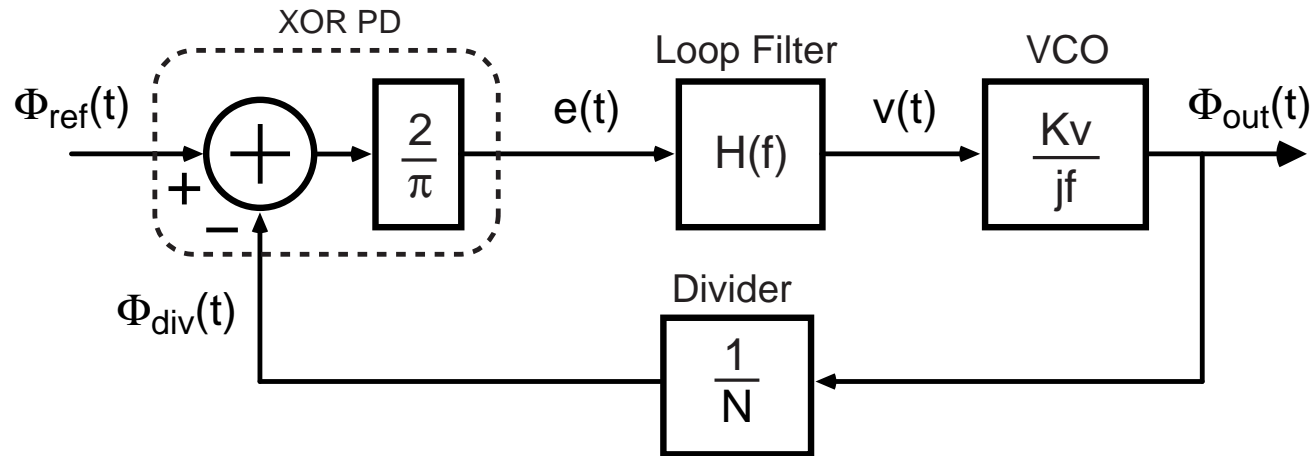 XOR PD
Loop Filter
VCO
Φref(t)
2
π
e(t)
H(f)
v(t)
Kv
jf
Φout(t)
+
−
Φdiv(t)
Divider
1
N